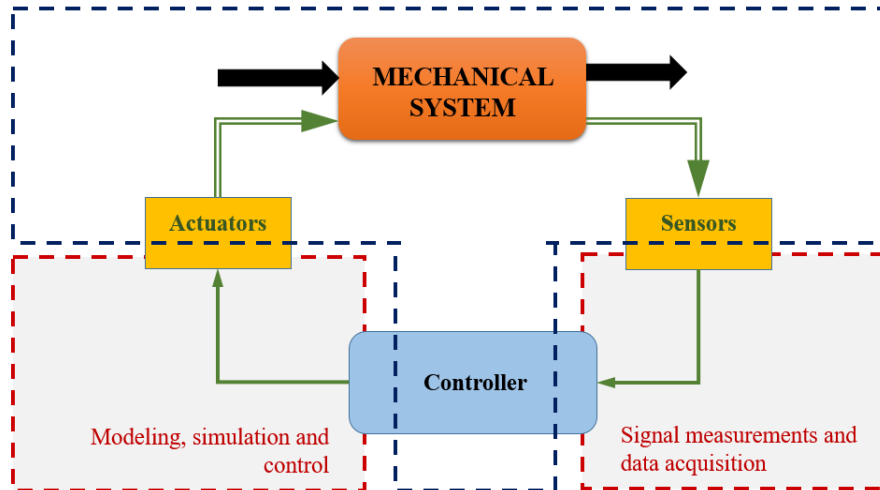 MECHANICAL
SYSTEM
Actuators
Sensors
Controller
Modeling, simulation and
control
Signal measurements and
data acquisition